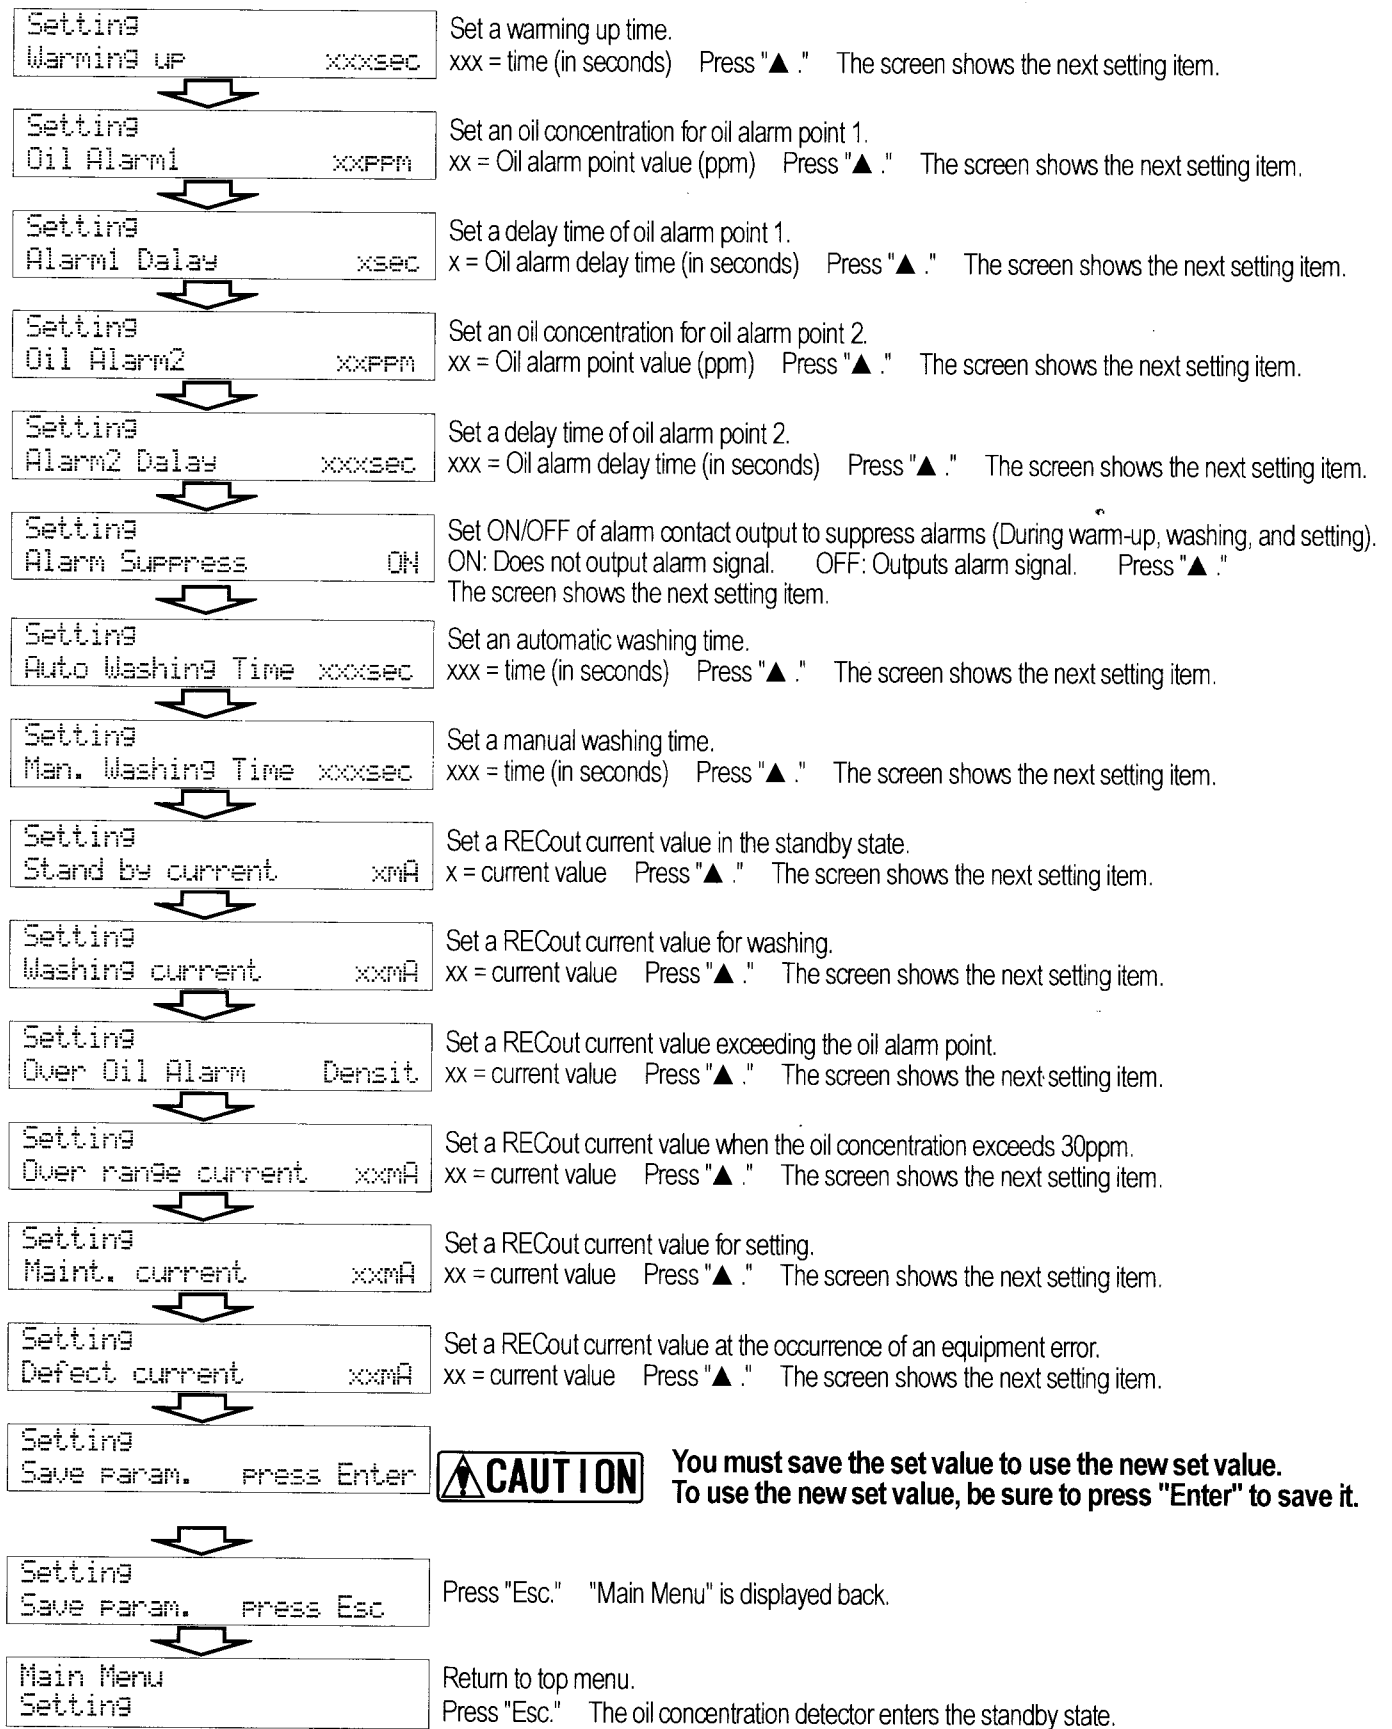 Setting
Warming up xxxsec
Set a warming up time.
xxx = time (in seconds) Press "▲ ." The screen shows the next setting item.
Setting
Oil Alarm1 xxppm
Set an oil concentration for oil alarm point 1.
xx = Oil alarm point value (ppm) Press "▲ ." The screen shows the next setting item.
Setting
Alarm1 Dalay xsec
Set a delay time of oil alarm point 1.
x = Oil alarm delay time (in seconds) Press "▲ ." The screen shows the next setting item.
Setting
Oil Alarm2 xxppm
Set an oil concentration for oil alarm point 2.
xx = Oil alarm point value (ppm) Press "▲ ." The screen shows the next setting item.
Setting
Alarm2 Dalay xxxsec
Set a delay time of oil alarm point 2.
xxx = Oil alarm delay time (in seconds) Press "▲ ." The screen shows the next setting item.
Setting
Alarm Suppress ON
Set ON/OFF of alarm contact output to suppress alarms (During warm-up, washing, and setting).
ON: Does not output alarm signal. OFF: Outputs alarm signal. Press "▲ ."
The screen shows the next setting item.
Setting
Auto Washing Time xxxsec
Set an automatic washing time.
xxx = time (in seconds) Press "▲ ." The screen shows the next setting item.
Setting
Man. Washing Time xxxsec
Set a manual washing time.
xxx = time (in seconds) Press "▲ ." The screen shows the next setting item.
Setting
Stand by current xmA
Set a RECout current value in the standby state.
x = current value Press "▲ ." The screen shows the next setting item.
Setting
Washing current xxmA
Set a RECout current value for washing.
xx = current value Press "▲ ." The screen shows the next setting item.
Setting
Over Oil Alarm Densit
Set a RECout current value exceeding the oil alarm point.
xx = current value Press "▲ ." The screen shows the next setting item.
Setting
Over range current xxmA
Set a RECout current value when the oil concentration exceeds 30ppm.
xx = current value Press "▲ ." The screen shows the next setting item.
Setting
Maint. current xxmA
Set a RECout current value for setting.
xx = current value Press "▲ ." The screen shows the next setting item.
Setting
Defect current xxmA
Set a RECout current value at the occurrence of an equipment error.
xx = current value Press "▲ ." The screen shows the next setting item.
Setting
Save param. press Enter
CAUTION
You must save the set value to use the new set value.
To use the new set value, be sure to press "Enter" to save it.
Setting
Save param. press Esc
Press "Esc." "Main Menu" is displayed back.
Main Menu
Setting
Return to top menu.
Press "Esc." The oil concentration detector enters the standby state.